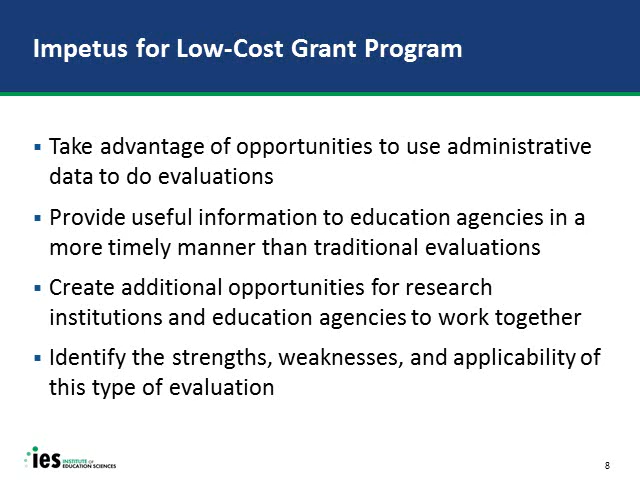 Impetus for Low-Cost Grant Program
▪ Take advantage of opportunities to use administrative
data to do evaluations
▪ Provide useful information to education agencies in a
more timely manner than traditional evaluations
▪ Create additional opportunities for research
institutions and education agencies to work together
▪ Identify the strengths, weaknesses, and applicability of
this type of evaluation
ies INSTITUTE OF
EDUCATION SCIENCES
8